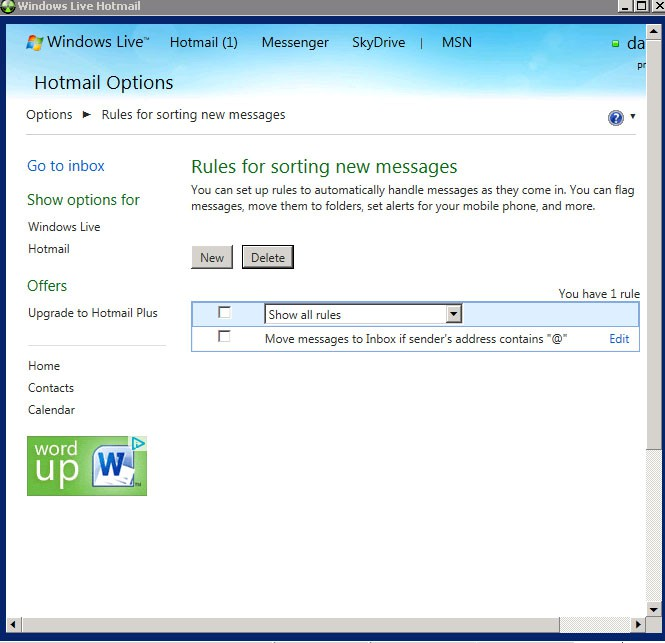 Windows Live Hotmail
Windows Live™ Hotmail (1) Messenger SkyDrive | MSN da
pr
Hotmail Options
Options ► Rules for sorting new messages
Go to inbox
Show options for
Windows Live
Hotmail
Offers
Upgrade to Hotmail Plus
Home
Contacts
Calendar
word
up
W
Rules for sorting new messages
You can set up rules to automatically handle messages as they come in. You can flag
messages, move them to folders, set alerts for your mobile phone, and more.
New Delete
You have 1 rule
Show all rules
Move messages to Inbox if sender's address contains "@" Edit